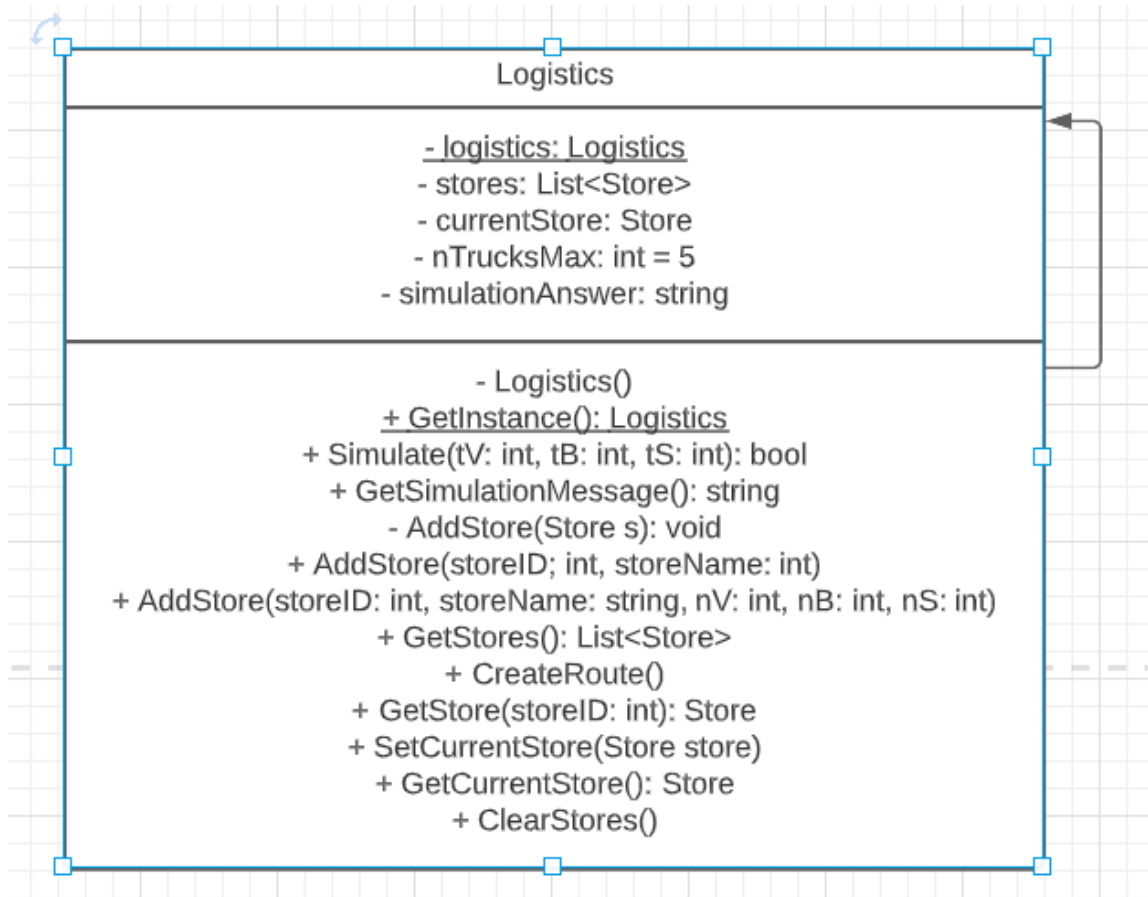 Logistics
- logistics: Logistics
- stores: List<Store>
- currentStore: Store
- nTrucksMax: int = 5
- simulationAnswer: string
- Logistics()
+ GetInstance(): Logistics
+ Simulate(tV: int, tB: int, tS: int): bool
+ GetSimulationMessage(): string
- AddStore(Store s): void
+ AddStore(storeID; int, storeName: int)
+ AddStore(storeID: int, storeName: string, nV: int, nB: int, nS: int)
+ GetStores(): List<Store>
+ CreateRoute()
+ GetStore(storeID: int): Store
+ SetCurrentStore(Store store)
+ GetCurrentStore(): Store
+ ClearStores()